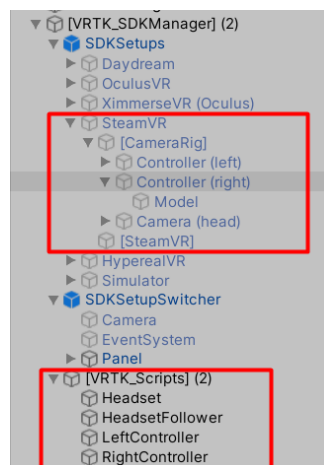 [VRTK_SDKManager] (2)
SDKSetups
Daydream
OculusVR
XimmerseVR (Oculus)
SteamVR
[CameraRig]
Controller (left)
Controller (right)
Model
Camera (head)
[SteamVR]
HyperealVR
Simulator
SDKSetupSwitcher
Camera
EventSystem
Panel
[VRTK_Scripts] (2)
Headset
HeadsetFollower
LeftController
RightController